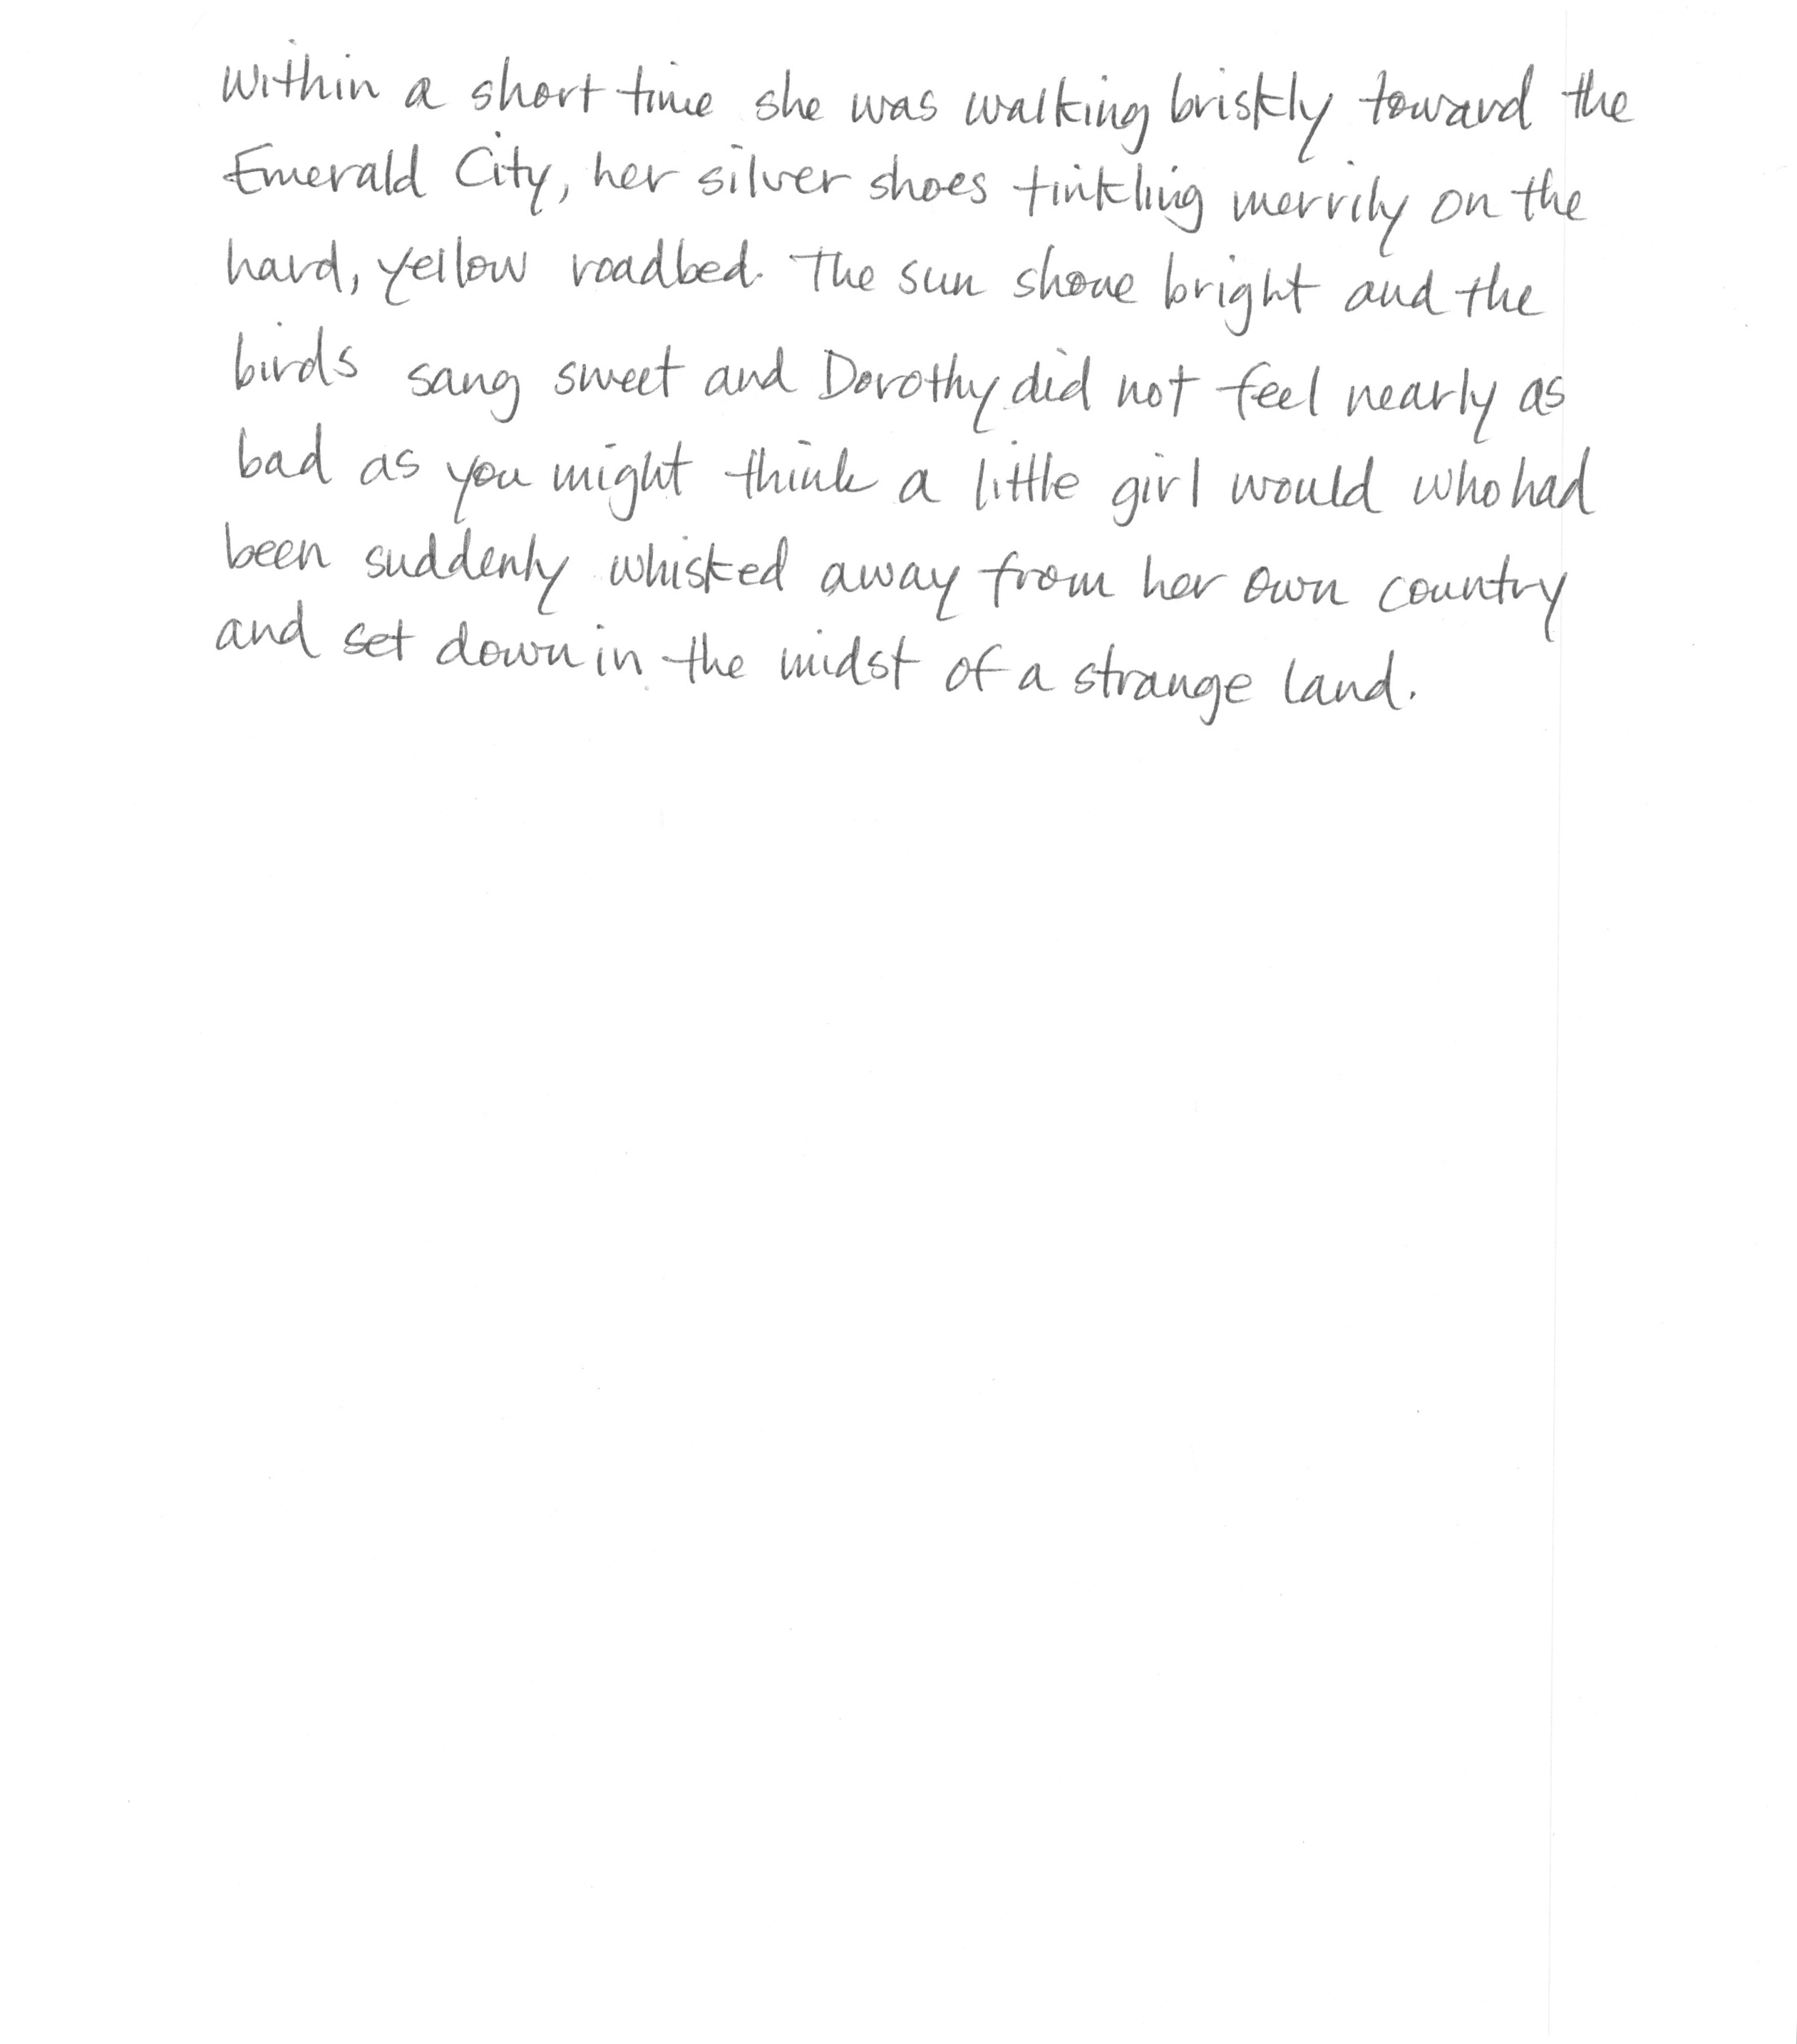 Within a short time she was walking briskly toward the
Emerald City, her silver shoes tinkling merrily on the
hard, yellow roadbed. The sun shone bright and the
birds sang sweet and Dorothy did not feel nearly as
bad as you might think a little girl would who had
been suddenly whisked away from her own country
and set down in the midst of a strange land.